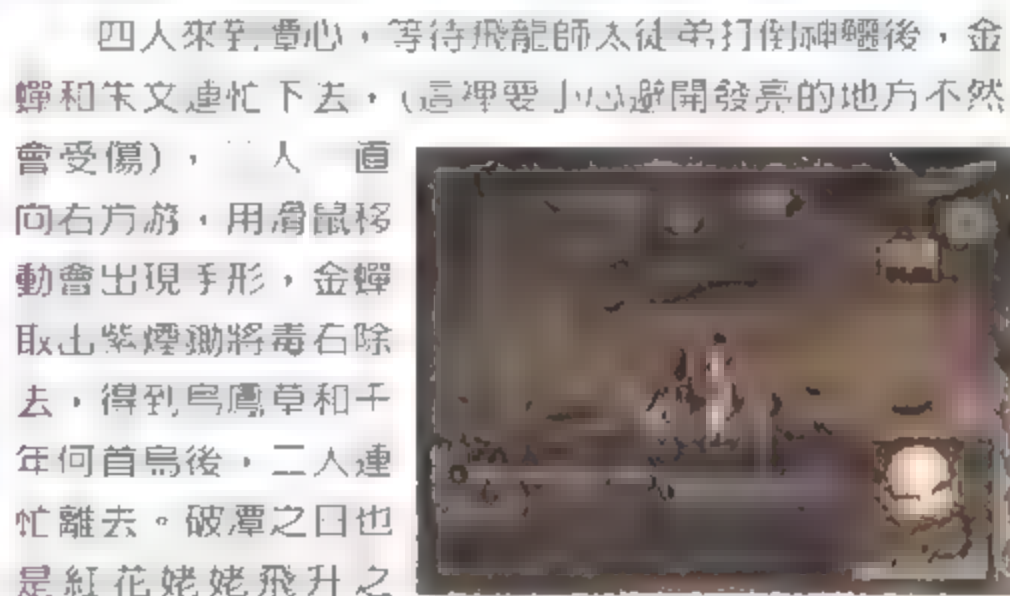 四人來到潭心，等待飛龍師太徒弟打倒神鱷後，金
蟬和朱文連忙下去，(這裡要小心避開發亮的地方不然
會受傷)，二人一直
向右方游，用滑鼠移
動會出現手形，金蟬
取出紫煙鋤將毒石除
去，得到烏鳳草和千
年何首烏後，二人連
忙離去。破潭之日也
是紅花姥姥飛升之